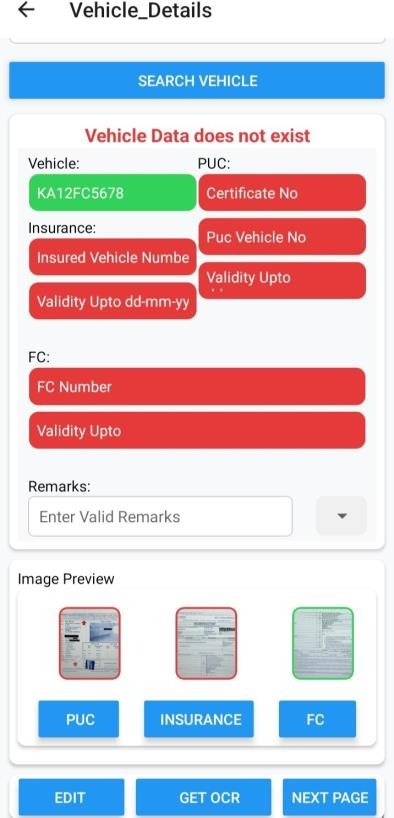 Vehicle_Details
SEARCH VEHICLE
Vehicle Data does not exist
Vehicle:
KA12FC5678
Insurance:
Insured Vehicle Numbe
Validity Upto dd-mm-yy
PUC:
Certificate No
Puc Vehicle No
Validity Upto
FC:
FC Number
Validity Upto
Remarks:
Enter Valid Remarks
Image Preview
PUC
INSURANCE
FC
EDIT
GET OCR
NEXT PAGE